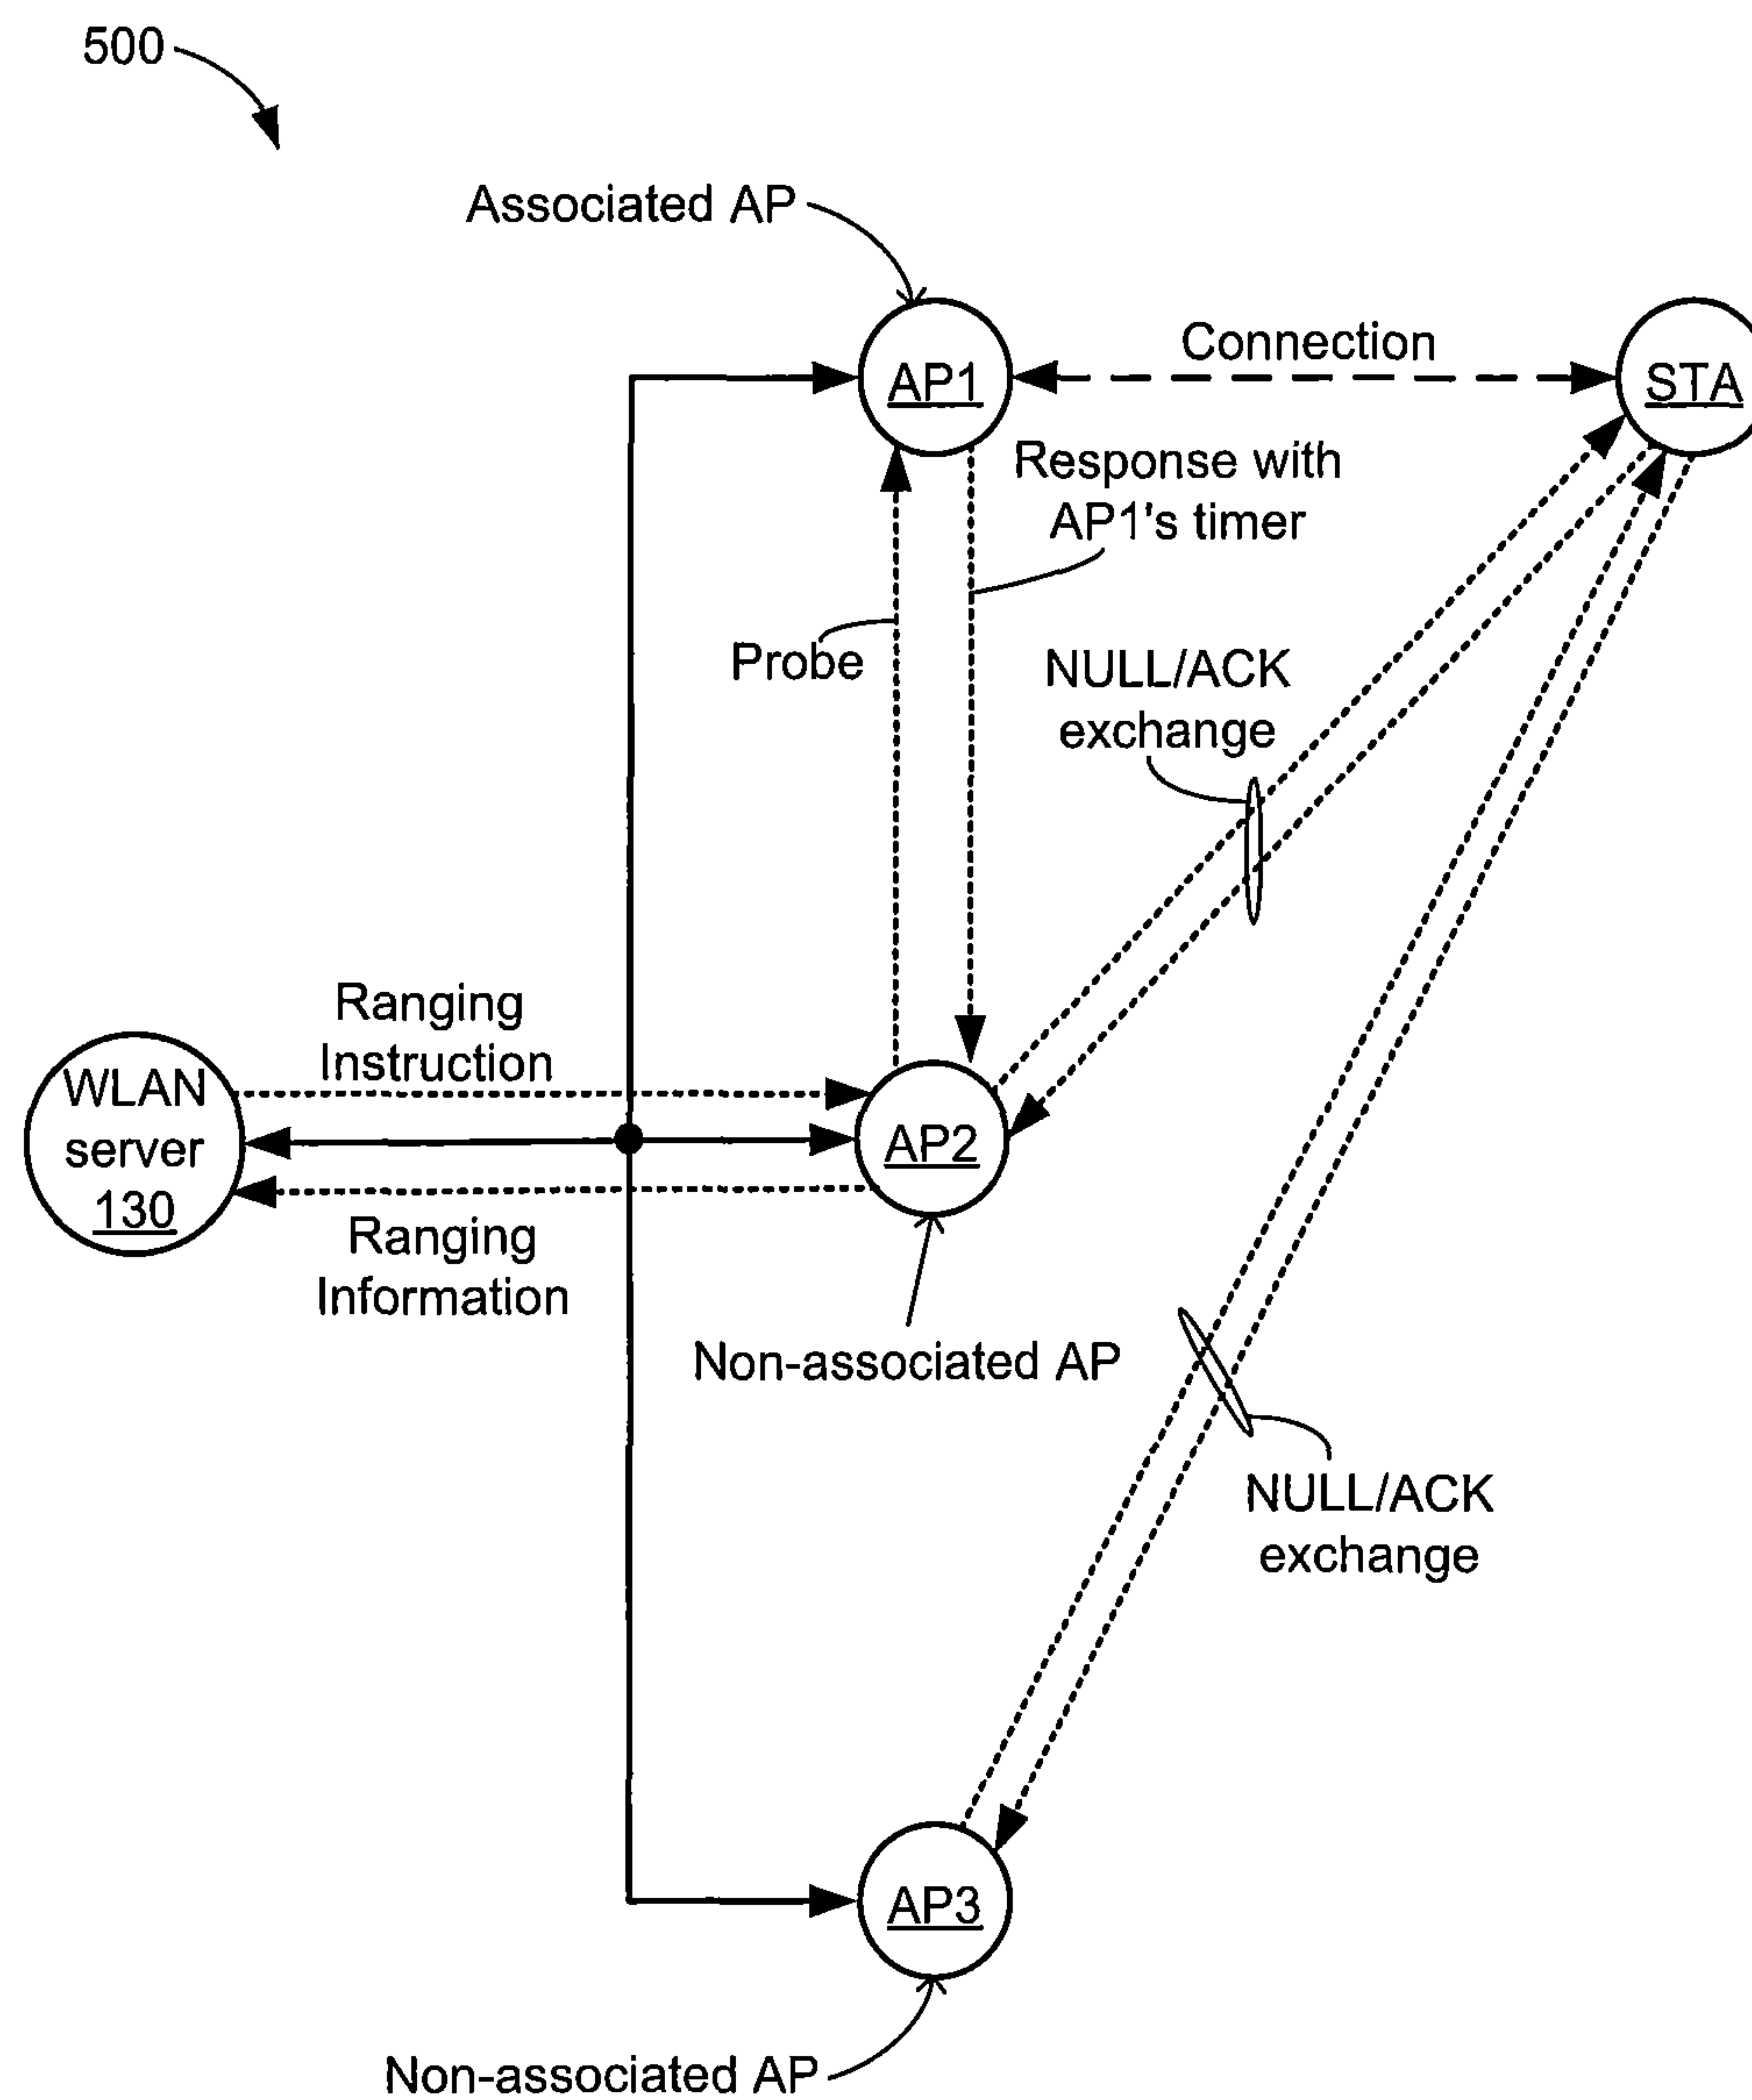 500
Associated AP
AP1
Connection
STA
Response with
AP1's timer
Probe
NULL/ACK
exchange
Ranging
Instruction
WLAN
server
130
AP2
Ranging
Information
Non-associated AP
NULL/ACK
exchange
AP3
Non-associated AP